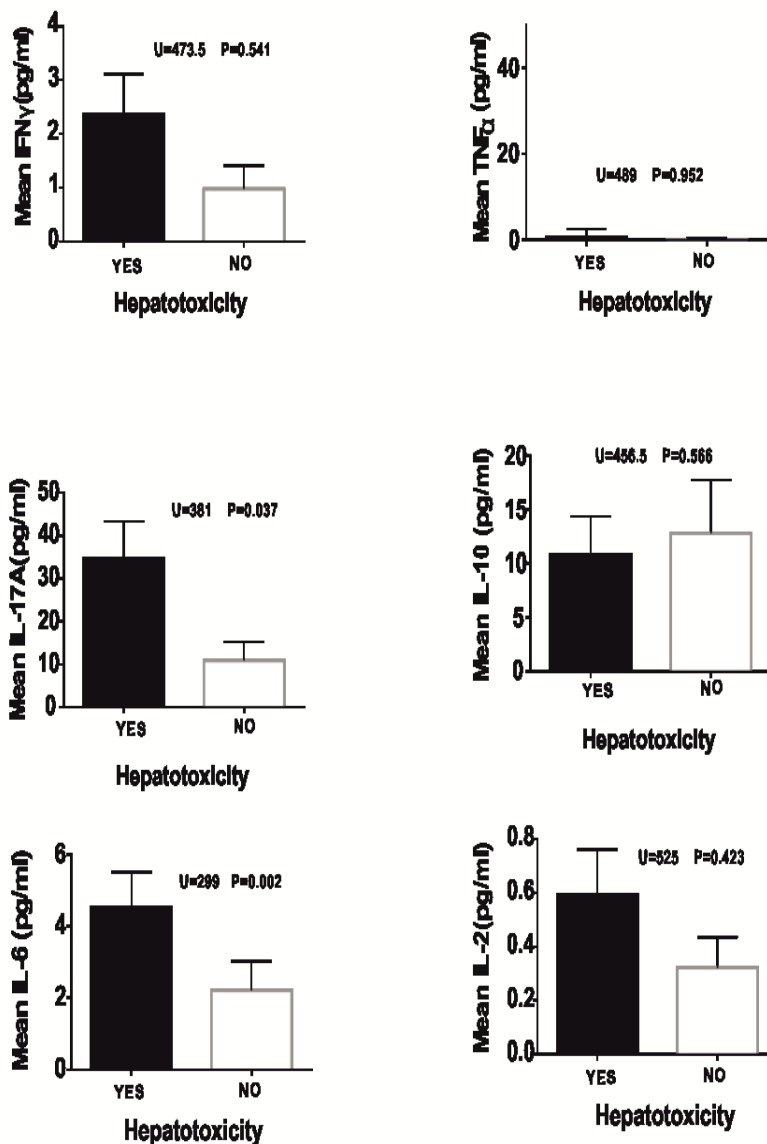 Mean IFNγ(pg/ml)
4
3
2
1
0
U=473.5 P=0.541
YES
NO
Hepatotoxicity
Mean TNFα (pg/ml)
40
20
0
U=489 P=0.952
YES
NO
Hepatotoxicity
Mean IL-17A(pg/ml)
50
40
30
20
10
0
U=381 P=0.037
YES
NO
Hepatotoxicity
Mean IL-10 (pg/ml)
20
15
10
5
0
U=456.5 P=0.566
YES
NO
Hepatotoxicity
Mean IL-6 (pg/ml)
6
4
2
0
U=299 P=0.002
YES
NO
Hepatotoxicity
Mean IL-2(pg/ml)
0.8
0.6
0.4
0.2
0.0
U=525 P=0.423
YES
NO
Hepatotoxicity